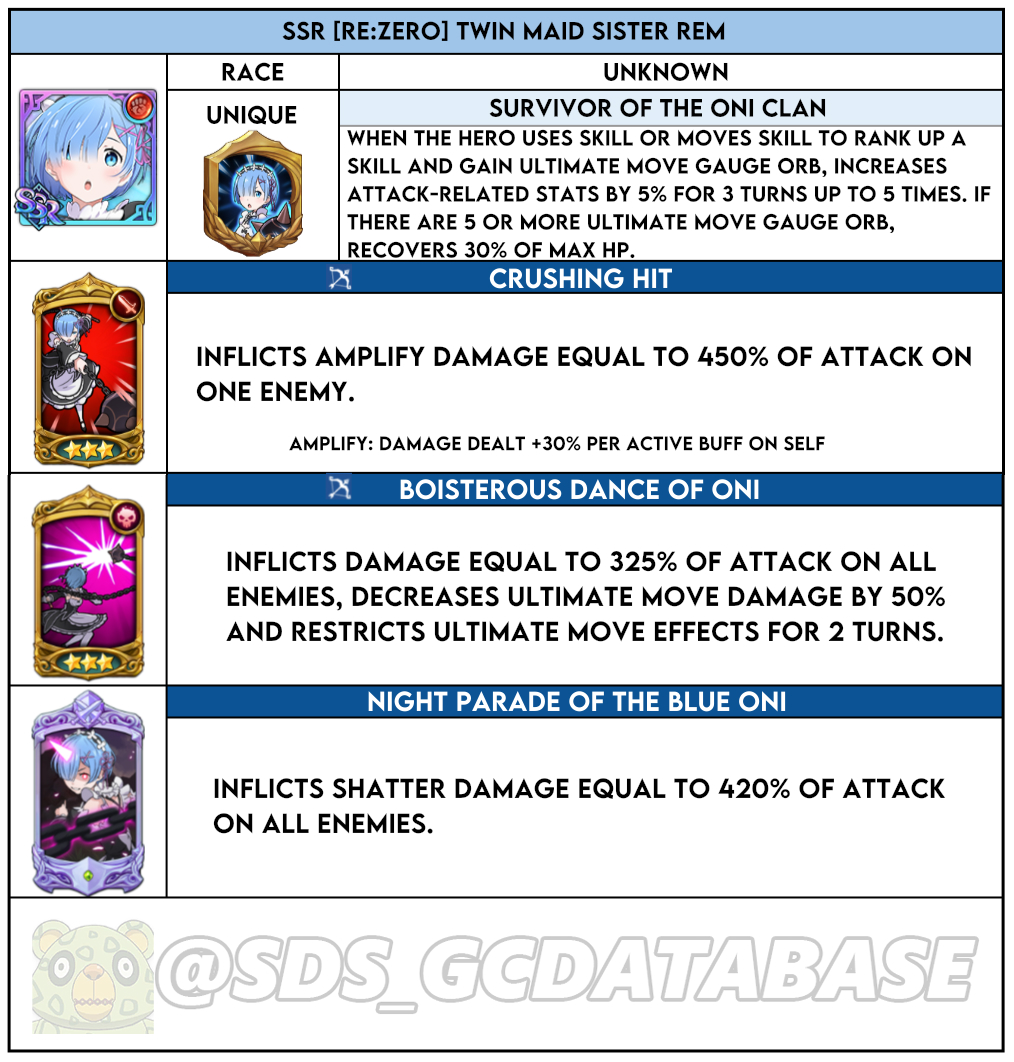 SSR [RE:ZERO] TWIN MAID SISTER REM
RACE
UNKNOWN
SSR
UNIQUE
SURVIVOR OF THE ONI CLAN
WHEN THE HERO USES SKILL OR MOVES SKILL TO RANK UP A
SKILL AND GAIN ULTIMATE MOVE GAUGE ORB, INCREASES
ATTACK-RELATED STATS BY 5% FOR 3 TURNS UP TO 5 TIMES. IF
THERE ARE 5 OR MORE ULTIMATE MOVE GAUGE ORB,
RECOVERS 30% OF MAX HP.
CRUSHING HIT
INFLICTS AMPLIFY DAMAGE EQUAL TO 450% OF ATTACK ON
ONE ENEMY.
AMPLIFY: DAMAGE DEALT +30% PER ACTIVE BUFF ON SELF
BOISTEROUS DANCE OF ONI
INFLICTS DAMAGE EQUAL TO 325% OF ATTACK ON ALL
ENEMIES, DECREASES ULTIMATE MOVE DAMAGE BY 50%
AND RESTRICTS ULTIMATE MOVE EFFECTS FOR 2 TURNS.
NIGHT PARADE OF THE BLUE ONI
INFLICTS SHATTER DAMAGE EQUAL TO 420% OF ATTACK
ON ALL ENEMIES.
@SDS_GCDATABASE